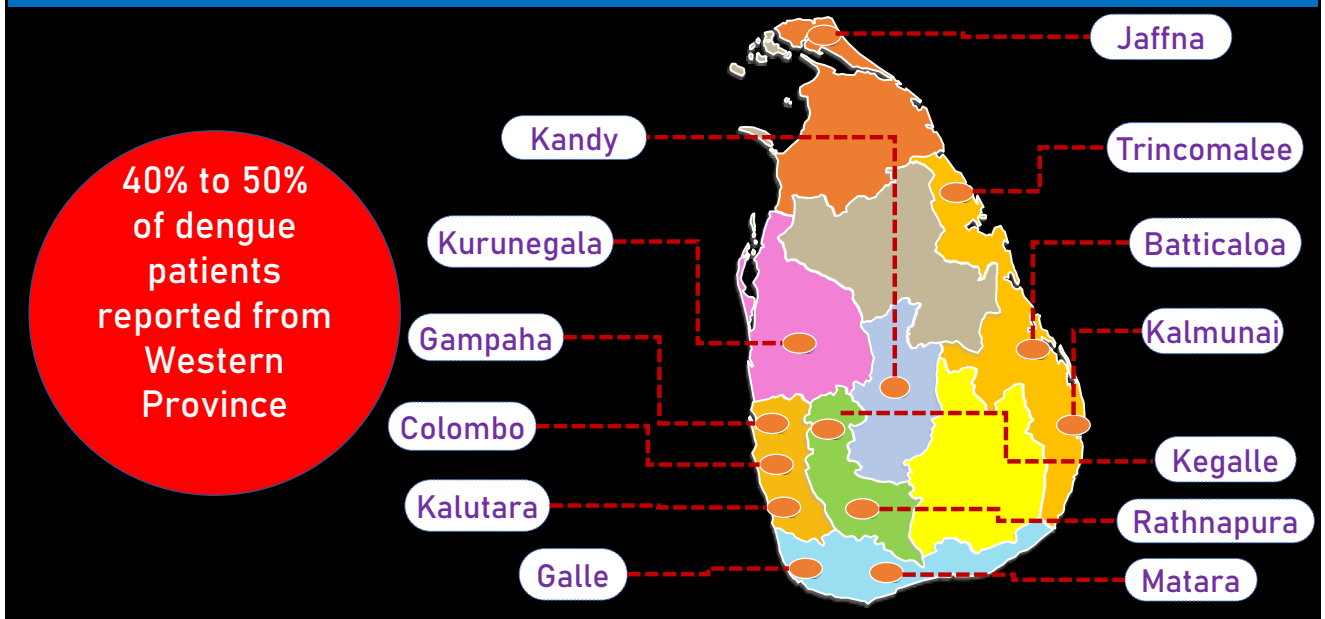 40% to 50%
of dengue
patients
reported from
Western
Province
Kandy
Kurunegala
Gampaha
Colombo
Kalutara
Galle
Jaffna
Trincomalee
Batticaloa
Kalmunai
Kegalle
Rathnapura
Matara